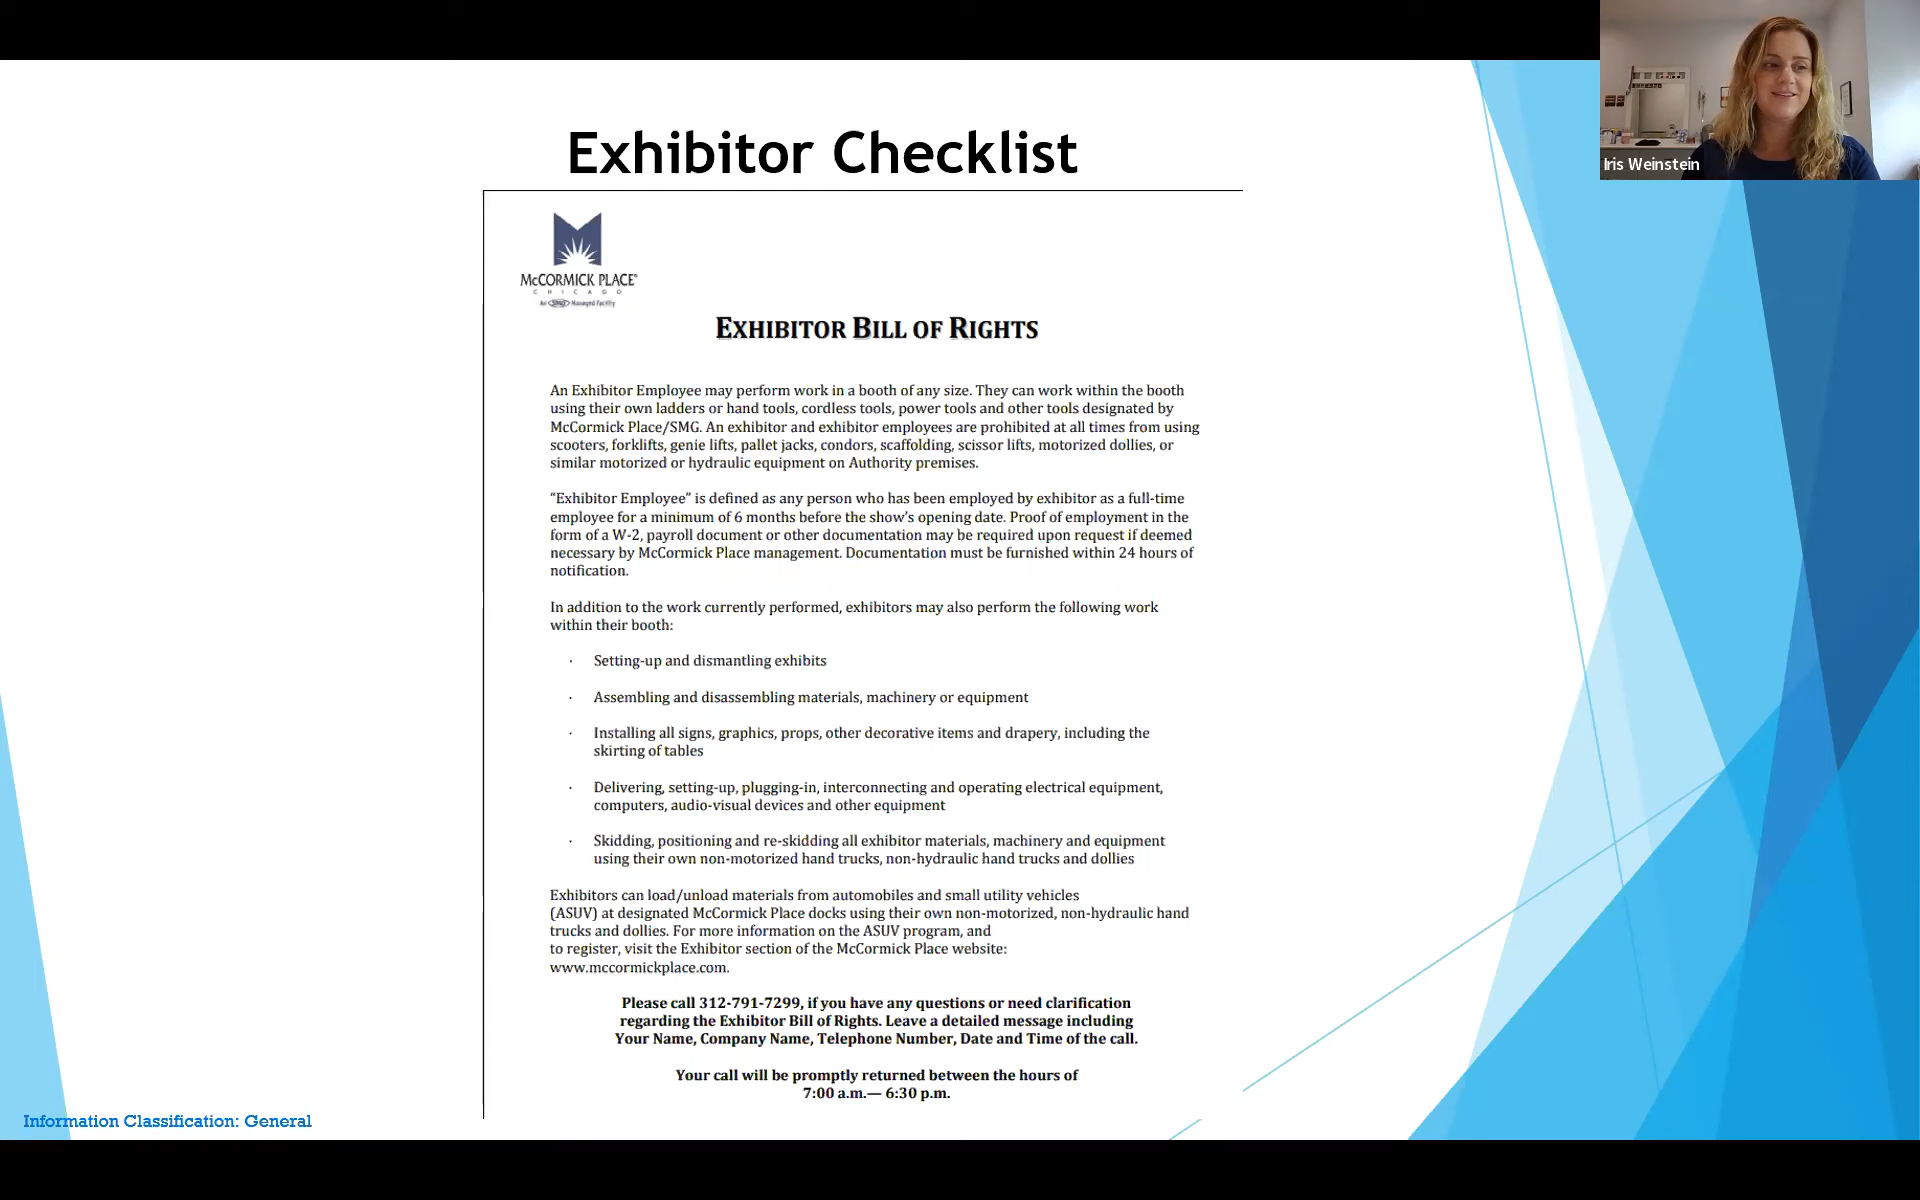 Iris Weinstein
Exhibitor Checklist
McCORMICK PLACE®
CHICAGO
An SMG Managed Facility
EXHIBITOR BILL OF RIGHTS
An Exhibitor Employee may perform work in a booth of any size. They can work within the booth
using their own ladders or hand tools, cordless tools, power tools and other tools designated by
McCormick Place/SMG. An exhibitor and exhibitor employees are prohibited at all times from using
scooters, forklifts, genie lifts, pallet jacks, condors, scaffolding, scissor lifts, motorized dollies, or
similar motorized or hydraulic equipment on Authority premises.
“Exhibitor Employee” is defined as any person who has been employed by exhibitor as a full-time
employee for a minimum of 6 months before the show’s opening date. Proof of employment in the
form of a W-2, payroll document or other documentation may be required upon request if deemed
necessary by McCormick Place management. Documentation must be furnished within 24 hours of
notification.
In addition to the work currently performed, exhibitors may also perform the following work
within their booth:
· Setting-up and dismantling exhibits
· Assembling and disassembling materials, machinery or equipment
· Installing all signs, graphics, props, other decorative items and drapery, including the
skirting of tables
· Delivering, setting-up, plugging-in, interconnecting and operating electrical equipment,
computers, audio-visual devices and other equipment
· Skidding, positioning and re-skidding all exhibitor materials, machinery and equipment
using their own non-motorized hand trucks, non-hydraulic hand trucks and dollies
Exhibitors can load/unload materials from automobiles and small utility vehicles
(ASUV) at designated McCormick Place docks using their own non-motorized, non-hydraulic hand
trucks and dollies. For more information on the ASUV program, and
to register, visit the Exhibitor section of the McCormick Place website:
www.mccormickplace.com.
Please call 312-791-7299, if you have any questions or need clarification
regarding the Exhibitor Bill of Rights. Leave a detailed message including
Your Name, Company Name, Telephone Number, Date and Time of the call.
Your call will be promptly returned between the hours of
7:00 a.m.— 6:30 p.m.
Information Classification: General